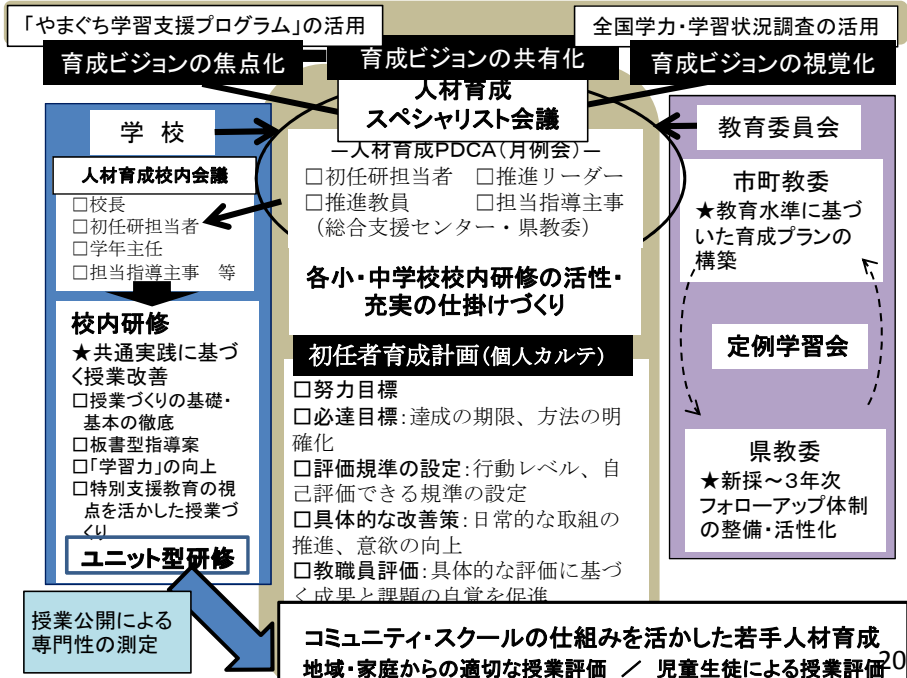 「やまぐち学習支援プログラム」の活用
全国学力・学習状況調査の活用
育成ビジョンの焦点化
育成ビジョンの共有化
育成ビジョンの視覚化
人材育成
スペシャリスト会議
―人材育成PDCA(月例会)―
□初任研担当者　□推進リーダー
□推進教員　　　□担当指導主事
(総合支援センター・県教委)
各小・中学校校内研修の活性・
充実の仕掛けづくり
学 校
人材育成校内会議
□校長
□初任研担当者
□学年主任
□担当指導主事　等
校内研修
★共通実践に基づ
く授業改善
□授業づくりの基礎・
基本の徹底
□板書型指導案
□「学習力」の向上
□特別支援教育の視
点を活かした授業づ
くり
ユニット型研修
授業公開による
専門性の測定
初任者育成計画(個人カルテ)
□努力目標
□必達目標:達成の期限、方法の明
確化
□評価規準の設定:行動レベル、自
己評価できる規準の設定
□具体的な改善策:日常的な取組の
推進、意欲の向上
□教職員評価:具体的な評価に基づ
く成果と課題の自覚を促進
教育委員会
市町教委
★教育水準に基づ
いた育成プランの
構築
定例学習会
県教委
★新採～3年次
フォローアップ体制
の整備・活性化
コミュニティ・スクールの仕組みを活かした若手人材育成
地域・家庭からの適切な授業評価 ／ 児童生徒による授業評価
20